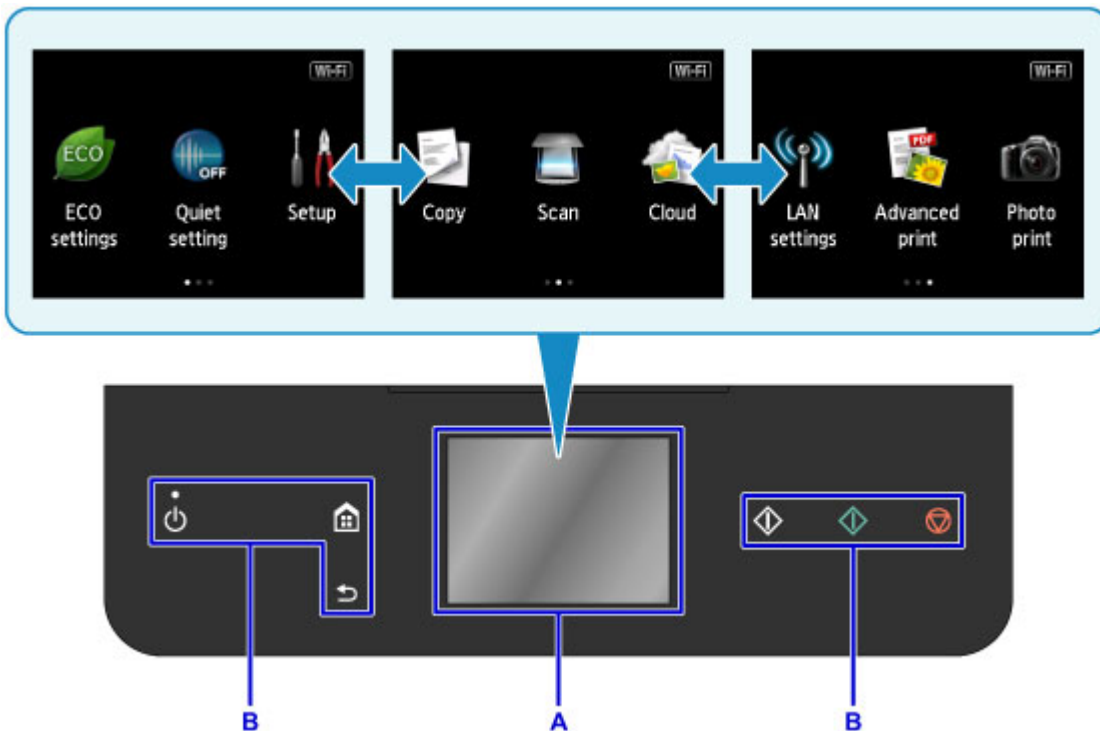 Wi-Fi
ECO
OFF
ECO
settings
Quiet
setting
Setup
Wi-Fi
Copy
Scan
Cloud
Wi-Fi
PDF
LAN
settings
Advanced
print
Photo
print
B
A
B